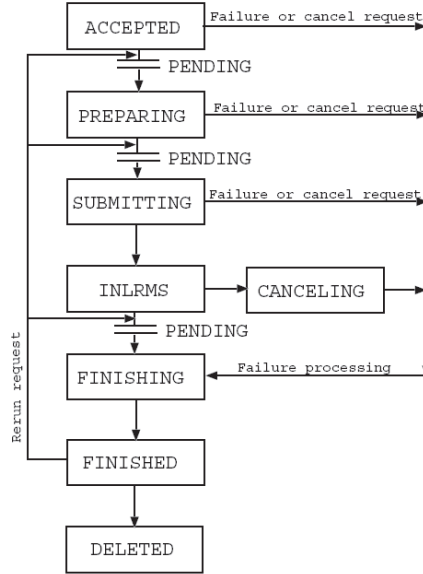 ACCEPTED
Failure or cancel request
PENDING
PREPARING
Failure or cancel request
PENDING
SUBMITTING
Failure or cancel request
INLRMS
CANCELING
PENDING
FINISHING
Failure processing
Rerun request
FINISHED
DELETED